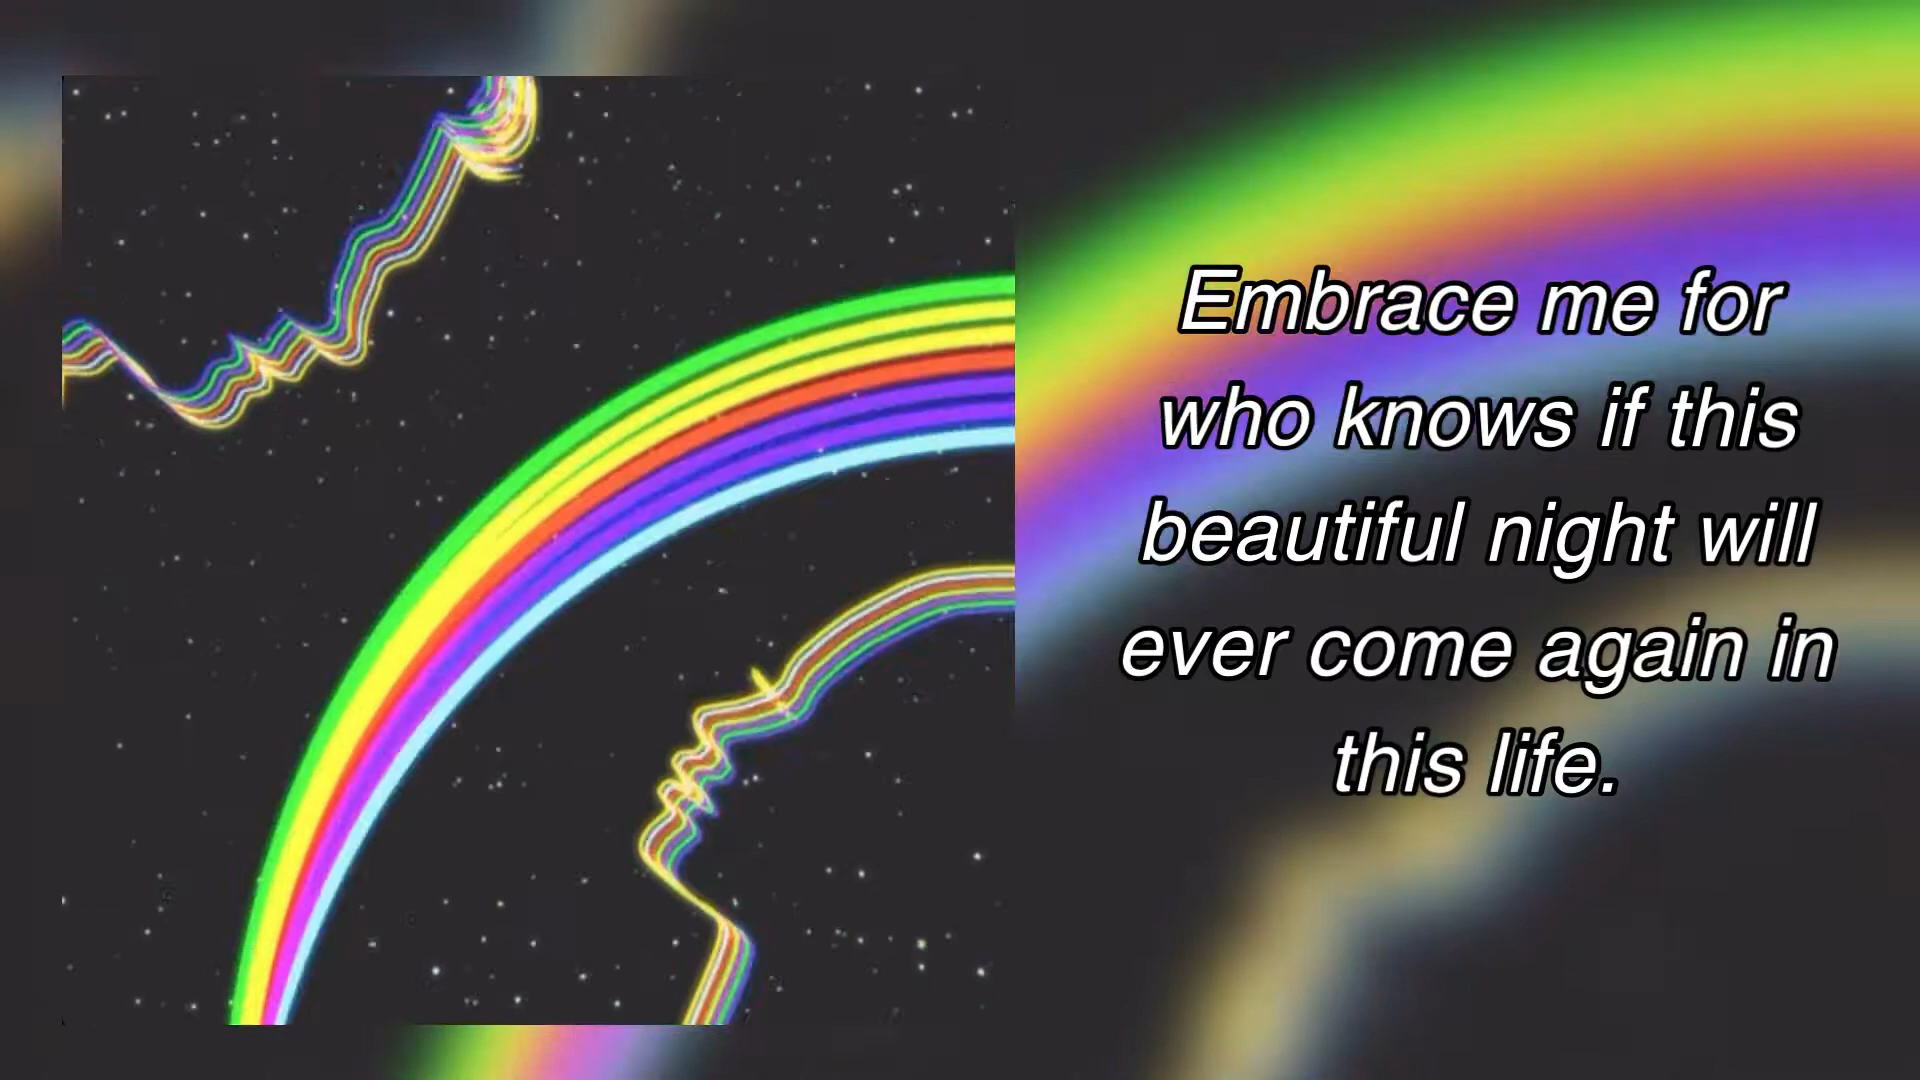 Embrace me for
who knows if this
beautiful night will
ever come again in
this life.